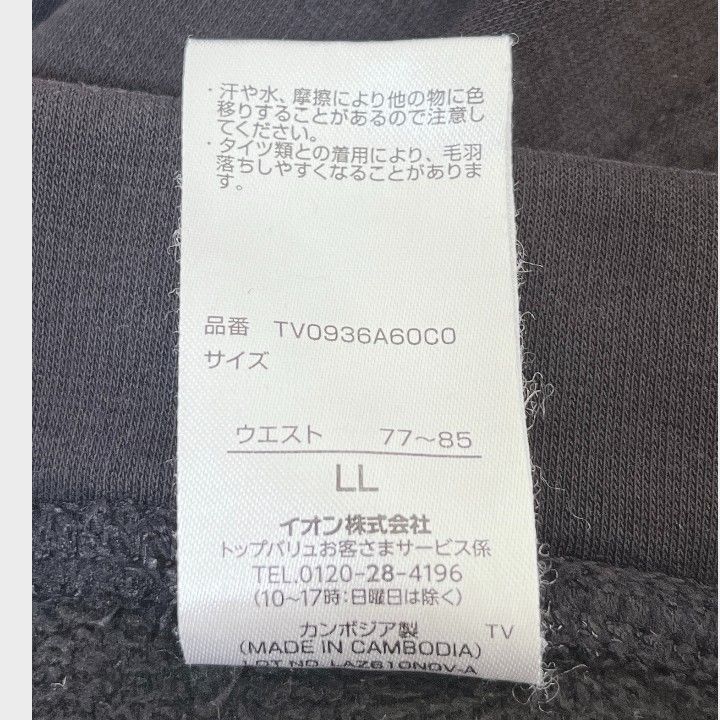 ・汗や水、摩擦により他の物に色
移りすることがあるので注意し
てください。
・タイツ類との着用により、毛羽
落ちしやすくなることがありま
す。
品番 TV0936A60C0
サイズ
ウエスト 77～85
LL
イオン株式会社
トップバリュお客さまサービス係
TEL.0120-28-4196
(10～17時:日曜日は除く)
カンボジア製 TV
(MADE IN CAMBODIA)
LOT NO LAZ610NOV-A